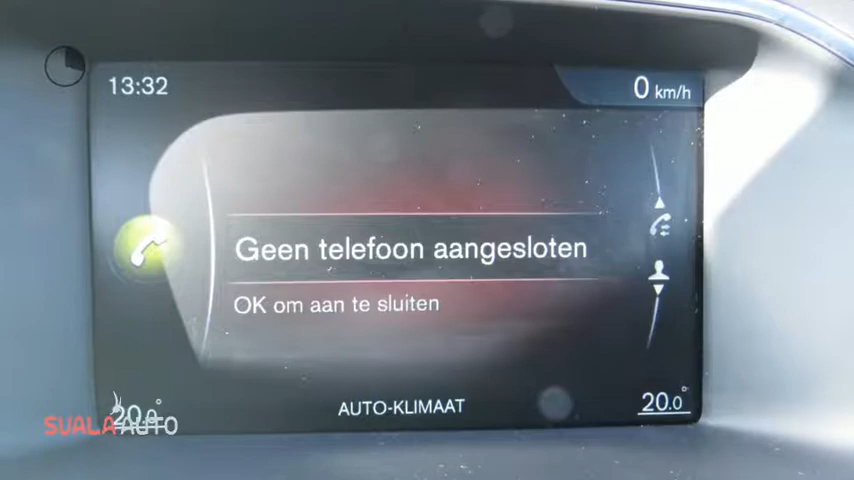 13:32
0 km/h
Geen telefoon aangesloten
OK om aan te sluiten
20.0°
AUTO-KLIMAAT
20.0°
SUALA AUTO